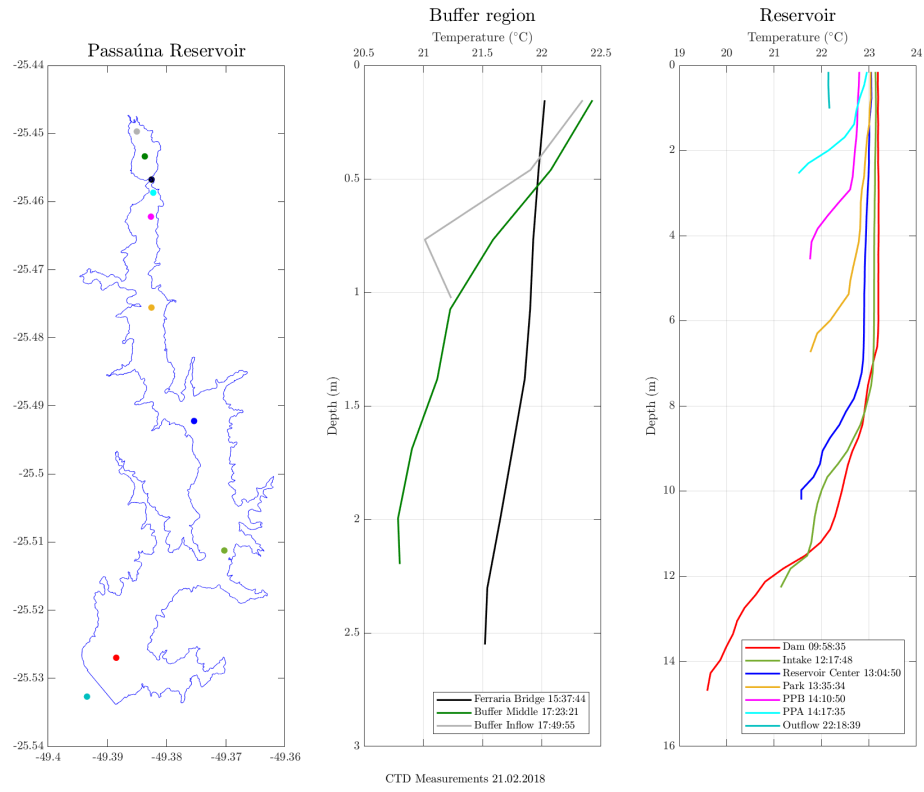 Passaúna Reservoir
-25.44
-25.45
-25.46
-25.47
-25.48
-25.49
-25.5
-25.51
-25.52
-25.53
-25.54
-49.4
-49.39
-49.38
-49.37
-49.36
Buffer region
Temperature (°C)
20.5
21
21.5
22
22.5
Depth (m)
0
0.5
1
1.5
2
2.5
3
Ferraria Bridge 15:37:44
Buffer Middle 17:23:21
Buffer Inflow 17:49:55
Reservoir
Temperature (°C)
19
20
21
22
23
24
Depth (m)
0
2
4
6
8
10
12
14
16
Dam 09:58:35
Intake 12:17:48
Reservoir Center 13:04:50
Park 13:35:34
PPB 14:10:50
PPA 14:17:35
Outflow 22:18:39
CTD Measurements 21.02.2018